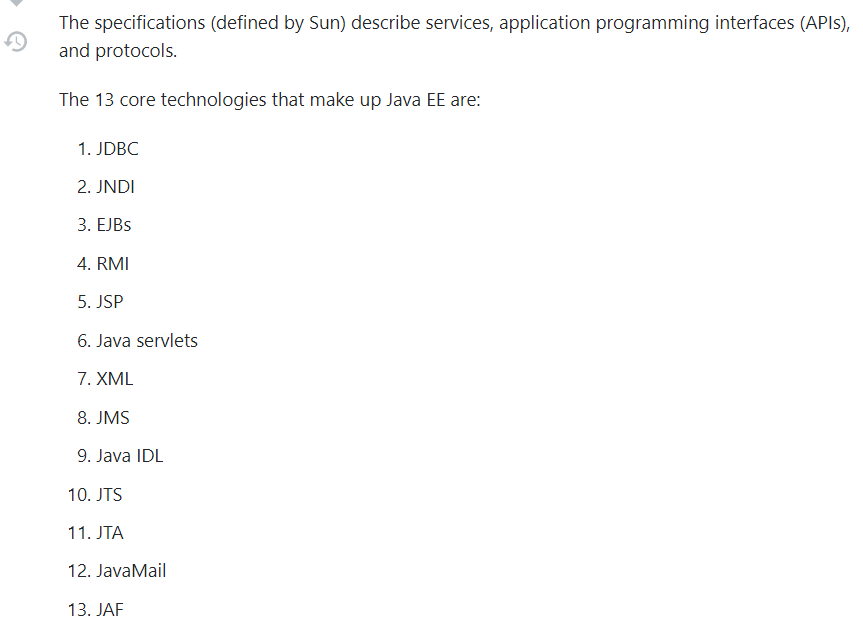 The specifications (defined by Sun) describe services, application programming interfaces (APIs),
and protocols.
The 13 core technologies that make up Java EE are:
1. JDBC
2. JNDI
3. EJBs
4. RMI
5. JSP
6. Java servlets
7. XML
8. JMS
9. Java IDL
10. JTS
11. JTA
12. JavaMail
13. JAF